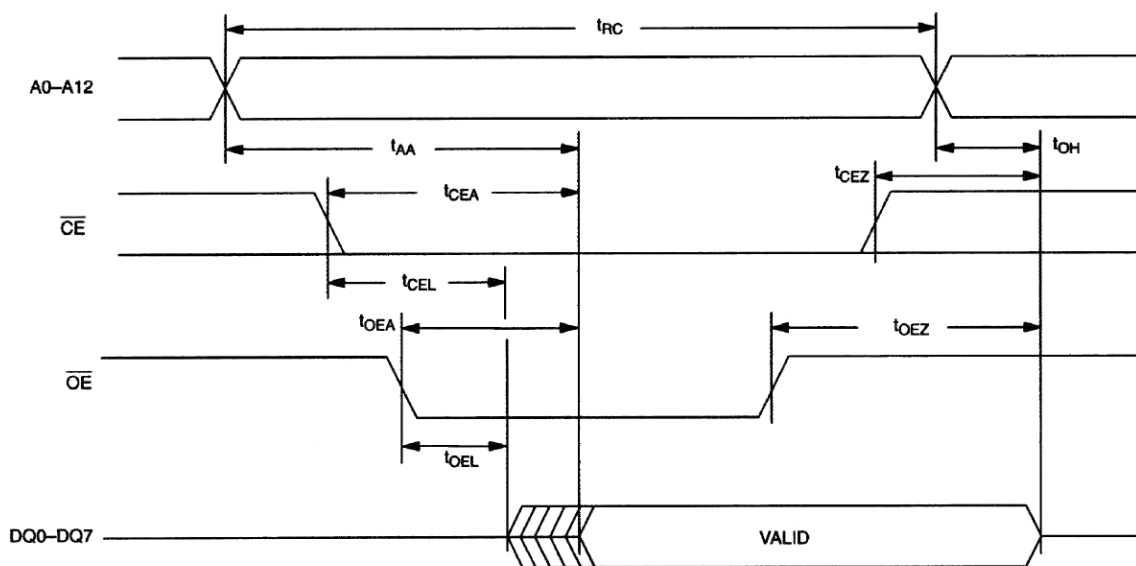 tRC
A0–A12
tAA
tOH
tCEA
tCEZ
CE
tCEL
tOEA
tOEZ
OE
tOEL
DQ0–DQ7
VALID